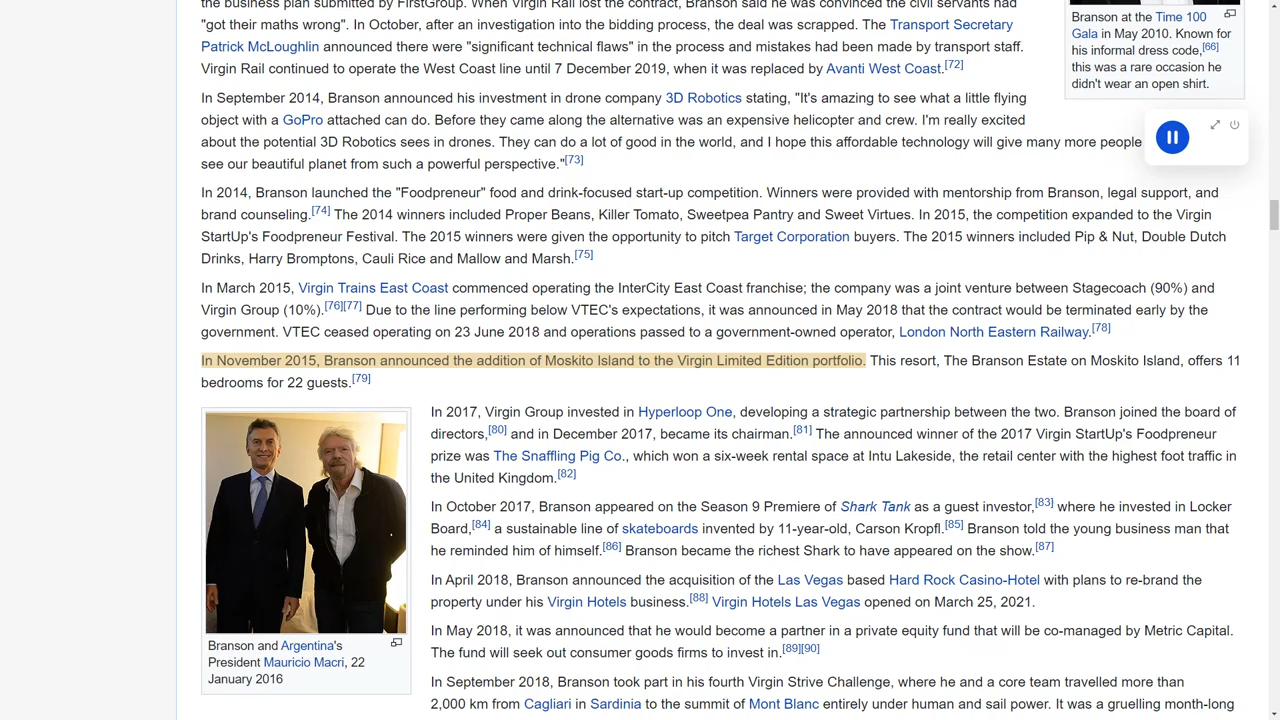 the business plan submitted by FirstGroup. When Virgin Rail lost the contract, Branson said he was convinced the civil servants had
"got their maths wrong". In October, after an investigation into the bidding process, the deal was scrapped. The Transport Secretary
Patrick McLoughlin announced there were "significant technical flaws" in the process and mistakes had been made by transport staff.
Virgin Rail continued to operate the West Coast line until 7 December 2019, when it was replaced by Avanti West Coast.[72]
Branson at the Time 100
Gala in May 2010. Known for
his informal dress code,[66]
this was a rare occasion he
didn't wear an open shirt.
In September 2014, Branson announced his investment in drone company 3D Robotics stating, "It's amazing to see what a little flying
object with a GoPro attached can do. Before they came along the alternative was an expensive helicopter and crew. I'm really excited
about the potential 3D Robotics sees in drones. They can do a lot of good in the world, and I hope this affordable technology will give many more people
see our beautiful planet from such a powerful perspective."[73]
In 2014, Branson launched the "Foodpreneur" food and drink-focused start-up competition. Winners were provided with mentorship from Branson, legal support, and
brand counseling.[74] The 2014 winners included Proper Beans, Killer Tomato, Sweetpea Pantry and Sweet Virtues. In 2015, the competition expanded to the Virgin
StartUp's Foodpreneur Festival. The 2015 winners were given the opportunity to pitch Target Corporation buyers. The 2015 winners included Pip & Nut, Double Dutch
Drinks, Harry Bromptons, Cauli Rice and Mallow and Marsh.[75]
In March 2015, Virgin Trains East Coast commenced operating the InterCity East Coast franchise; the company was a joint venture between Stagecoach (90%) and
Virgin Group (10%).[76][77] Due to the line performing below VTEC's expectations, it was announced in May 2018 that the contract would be terminated early by the
government. VTEC ceased operating on 23 June 2018 and operations passed to a government-owned operator, London North Eastern Railway.[78]
In November 2015, Branson announced the addition of Moskito Island to the Virgin Limited Edition portfolio. This resort, The Branson Estate on Moskito Island, offers 11
bedrooms for 22 guests.[79]
In 2017, Virgin Group invested in Hyperloop One, developing a strategic partnership between the two. Branson joined the board of
directors,[80] and in December 2017, became its chairman.[81] The announced winner of the 2017 Virgin StartUp's Foodpreneur
prize was The Snaffling Pig Co., which won a six-week rental space at Intu Lakeside, the retail center with the highest foot traffic in
the United Kingdom.[82]
In October 2017, Branson appeared on the Season 9 Premiere of Shark Tank as a guest investor,[83] where he invested in Locker
Board,[84] a sustainable line of skateboards invented by 11-year-old, Carson Kropfl.[85] Branson told the young business man that
he reminded him of himself.[86] Branson became the richest Shark to have appeared on the show.[87]
In April 2018, Branson announced the acquisition of the Las Vegas based Hard Rock Casino-Hotel with plans to re-brand the
property under his Virgin Hotels business.[88] Virgin Hotels Las Vegas opened on March 25, 2021.
In May 2018, it was announced that he would become a partner in a private equity fund that will be co-managed by Metric Capital.
The fund will seek out consumer goods firms to invest in.[89][90]
In September 2018, Branson took part in his fourth Virgin Strive Challenge, where he and a core team travelled more than
2,000 km from Cagliari in Sardinia to the summit of Mont Blanc entirely under human and sail power. It was a gruelling month-long
Branson and Argentina's
President Mauricio Macri, 22
January 2016